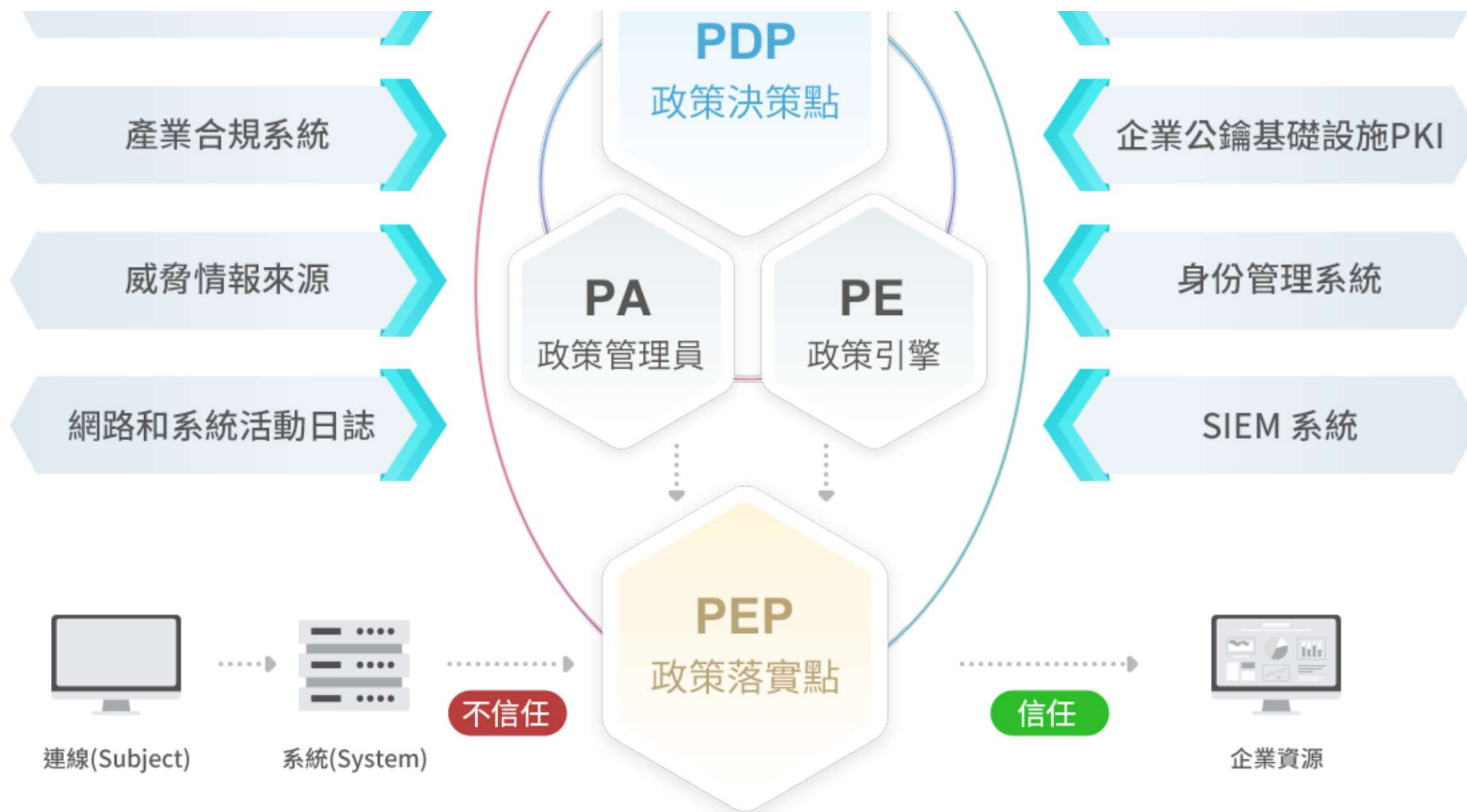 PDP
政策決策點
產業合規系統
企業公鑰基礎設施PKI
威脅情報來源
PA
政策管理員
PE
政策引擎
身份管理系統
網路和系統活動日誌
SIEM 系統
PEP
政策落實點
不信任
信任
連線(Subject)
系統(System)
企業資源